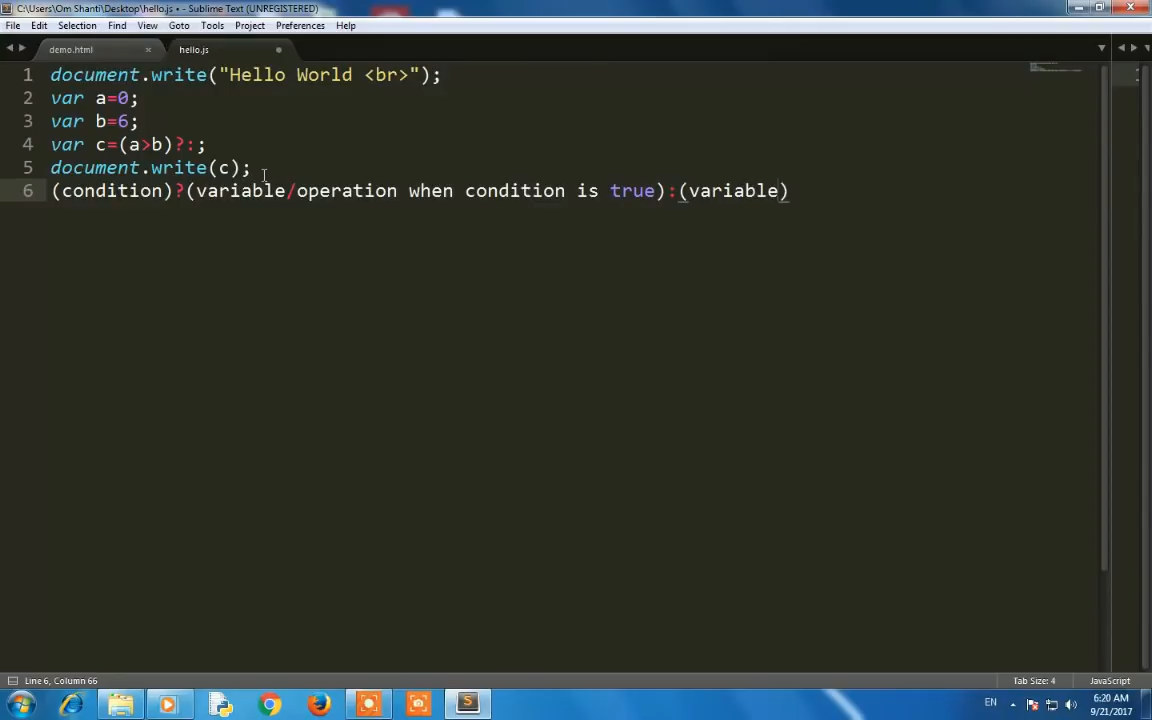 C:\Users\Om Shanti\Desktop\hello.js • - Sublime Text (UNREGISTERED)
File Edit Selection Find View Goto Tools Project Preferences Help
demo.html × hello.js
1 document.write("Hello World <br>");
2 var a=0;
3 var b=6;
4 var c=(a>b)?:;
5 document.write(c);
6 (condition)?(variable/operation when condition is true):(variable)
Line 6, Column 66 Tab Size: 4 JavaScript
EN 6:20 AM
9/21/2017